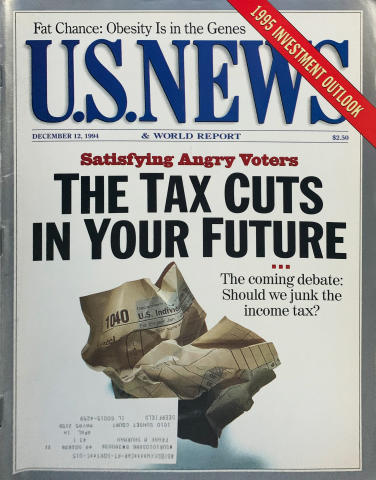 Fat Chance: Obesity Is in the Genes
1995 INVESTMENT OUTLOOK
U.S.NEWS
DECEMBER 12, 1994
& WORLD REPORT
$2.50
Satisfying Angry Voters
THE TAX CUTS
IN YOUR FUTURE
The coming debate:
Should we junk the
income tax?
1040
U.S. Individ